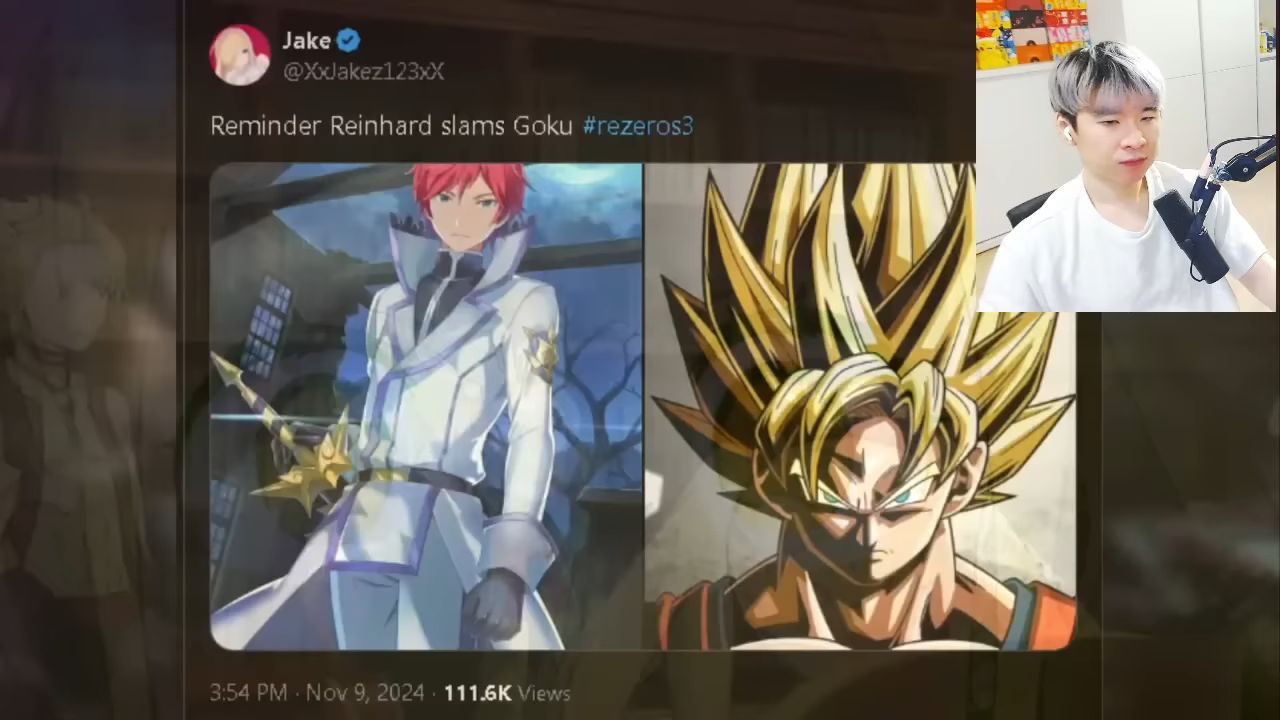 Jake
@XxJakez123xX
Reminder Reinhard slams Goku #rezeros3
3:54 PM · Nov 9, 2024 · 111.6K Views